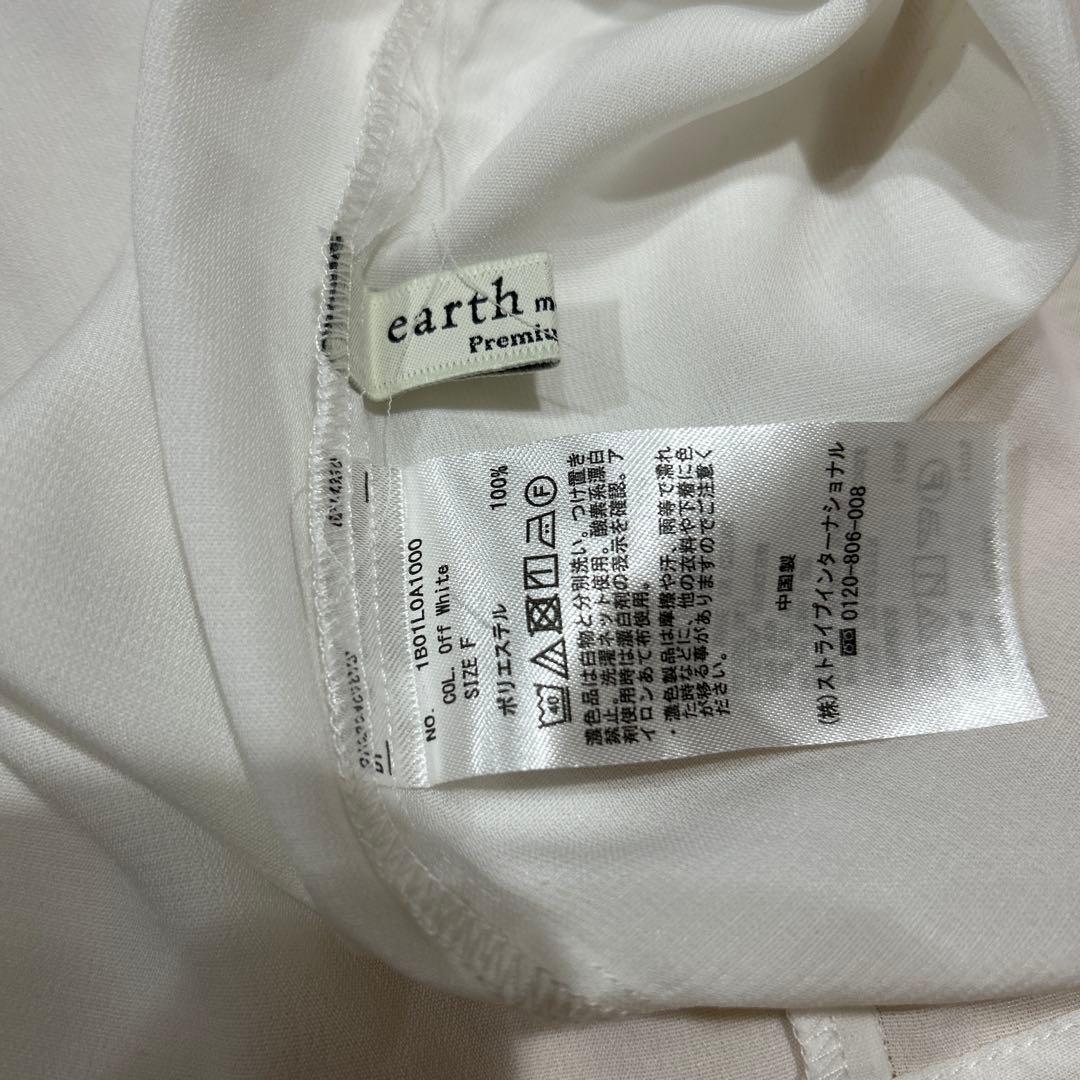 earth m
Premiu
NO. 1B01L0A1000
COL. Off White
SIZE F
ポリエステル 100%
40 F
濃色品は白物と分別洗い。つけ置き
禁止。洗濯ネット使用。酸素系漂白
剤使用時は漂白剤の表示を確認。ア
イロンあて布使用。
・濃色製品は摩擦や汗、雨等で濡れ
た時などに、他の衣料や下着に色
が移る事がありますのでご注意く
ださい。
中国製
(株)ストライプインターナショナル
0120-806-008